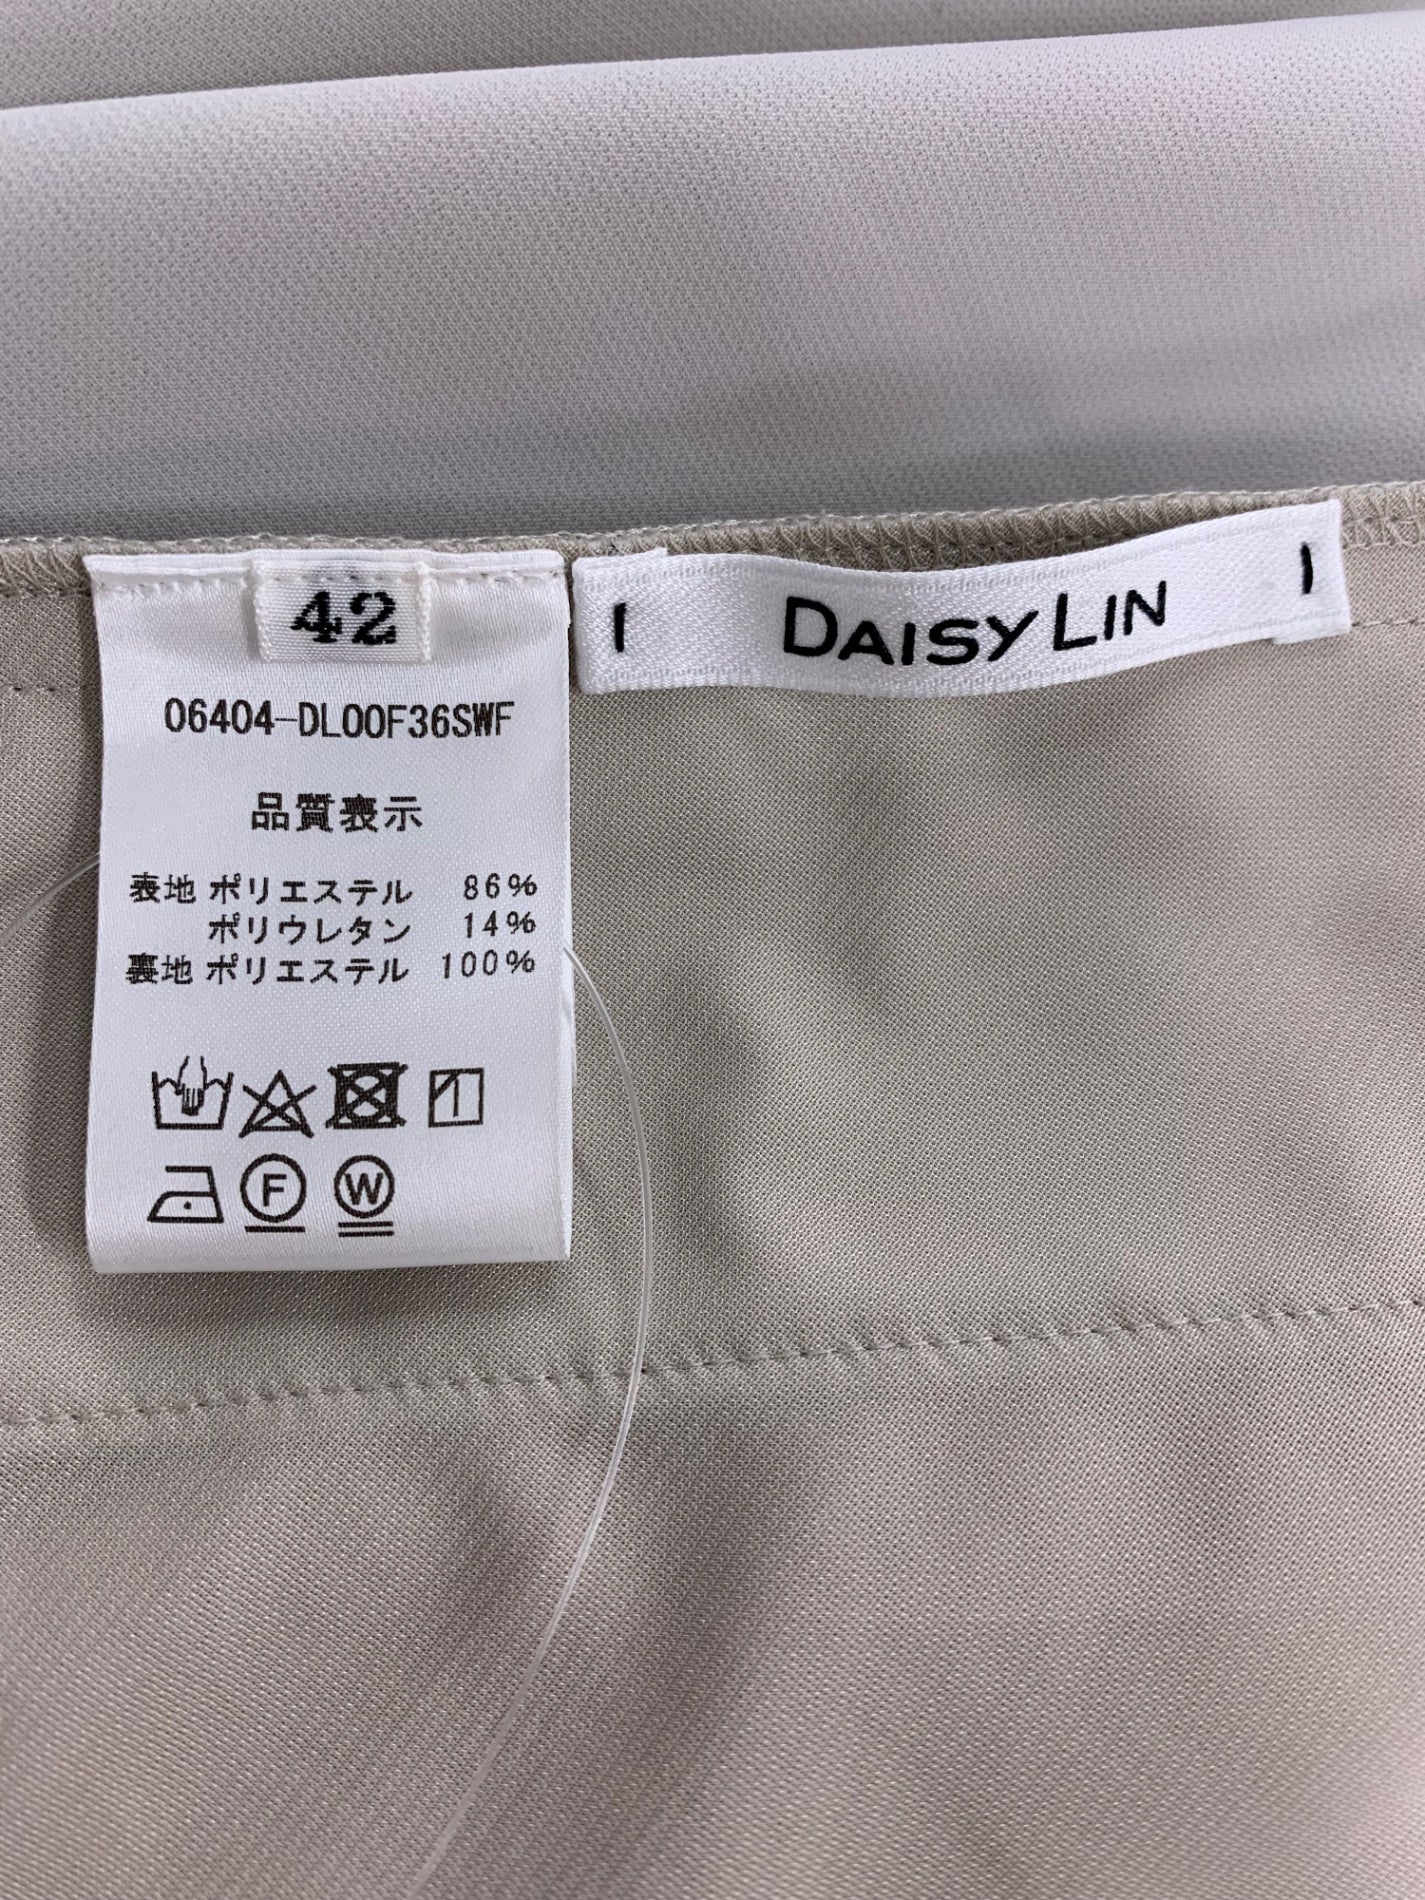 42
DAISY LIN
06404-DL00F36SWF
品質表示
表地 ポリエステル 86%
ポリウレタン 14%
裏地 ポリエステル 100%
F W